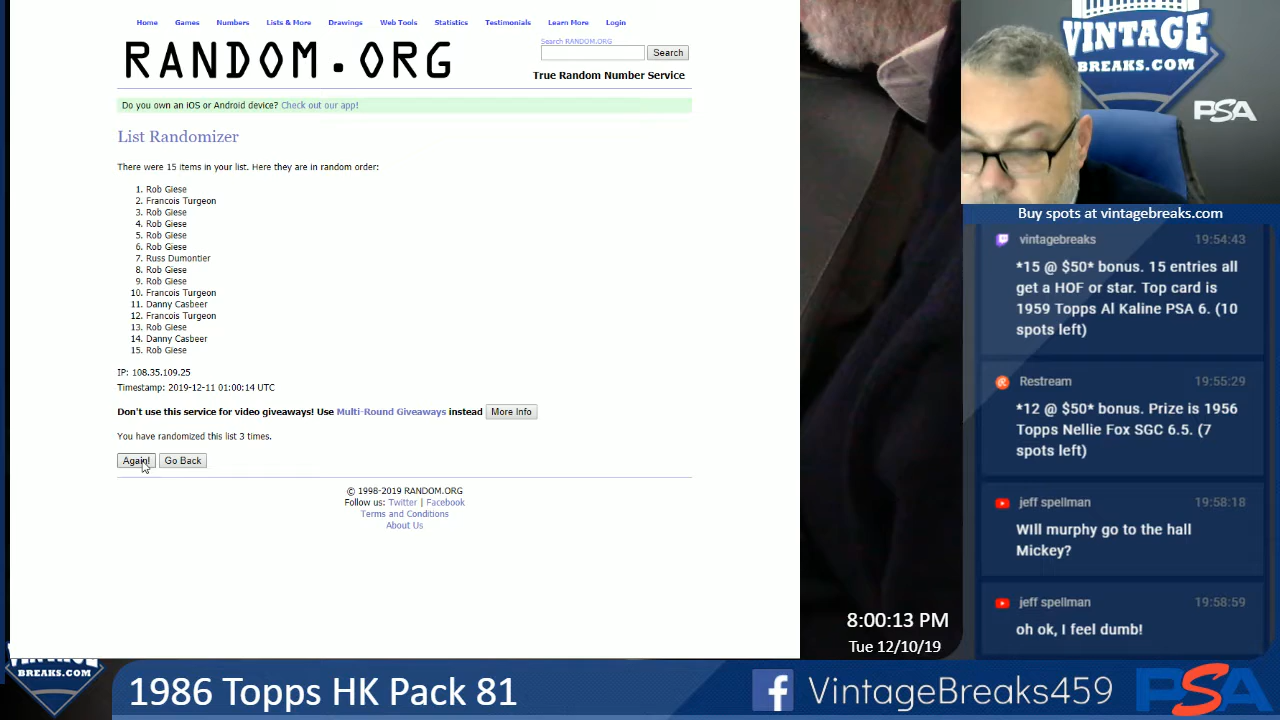 Home Games Numbers Lists & More Drawings Web Tools Statistics Testimonials Learn More Login
RANDOM.ORG
Search RANDOM.ORG
Search
True Random Number Service
Do you own an iOS or Android device? Check out our app!
List Randomizer
There were 15 items in your list. Here they are in random order:
1. Rob Giese
2. Francois Turgeon
3. Rob Giese
4. Rob Giese
5. Rob Giese
6. Rob Giese
7. Russ Dumontier
8. Rob Giese
9. Rob Giese
10. Francois Turgeon
11. Danny Casbeer
12. Francois Turgeon
13. Rob Giese
14. Danny Casbeer
15. Rob Giese
IP: 108.35.109.25
Timestamp: 2019-12-11 01:00:14 UTC
Don't use this service for video giveaways! Use Multi-Round Giveaways instead More Info
You have randomized this list 3 times.
Again! Go Back
© 1998-2019 RANDOM.ORG
Follow us: Twitter | Facebook
Terms and Conditions
About Us
VINTAGE
BREAKS.COM
PSA
Buy spots at vintagebreaks.com
vintagebreaks 19:54:43
*15 @ $50* bonus. 15 entries all
get a HOF or star. Top card is
1959 Topps Al Kaline PSA 6. (10
spots left)
Restream 19:55:29
*12 @ $50* bonus. Prize is 1956
Topps Nellie Fox SGC 6.5. (7
spots left)
jeff spellman 19:58:18
WIll murphy go to the hall
Mickey?
jeff spellman 19:58:59
oh ok, I feel dumb!
8:00:13 PM
Tue 12/10/19
VINTAGE
BREAKS.COM
1986 Topps HK Pack 81
f VintageBreaks459
PSA